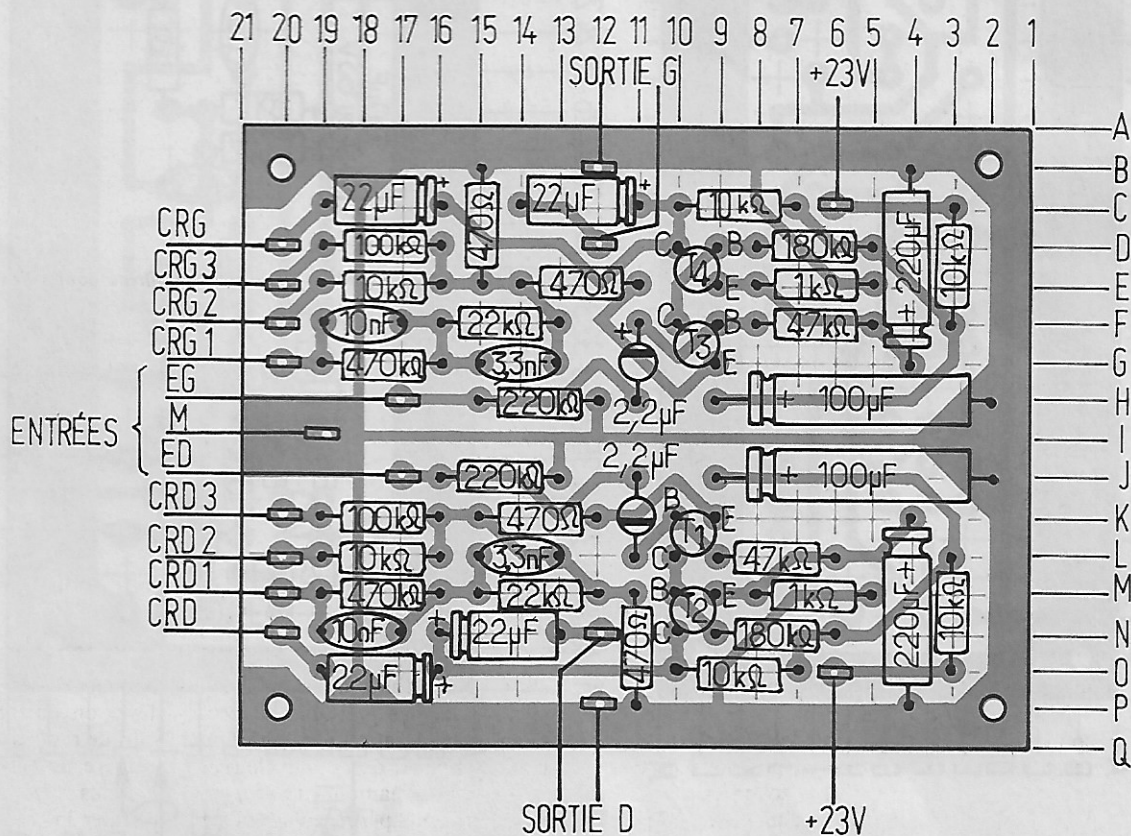 21 20 19 18 17 16 15 14 13 12 11 10 9 8 7 6 5 4 3 2 1
SORTIE G +23V
A
B
22µF + 470Ω 22µF + 10kΩ 220µF + 10kΩ C
CRG 100kΩ C T4 B 180kΩ D
CRG 3 10kΩ 470Ω E 1kΩ E
CRG 2 10nF 22kΩ + C T3 B 47kΩ F
CRG 1 470kΩ 3,3nF E G
EG 220kΩ 2,2µF + 100µF H
ENTRÉES M I
ED 220kΩ 2,2µF + 100µF J
CRD 3 100kΩ 470Ω B T1 E K
CRD 2 10kΩ 3,3nF C 47kΩ 220µF + 10kΩ L
CRD 1 470kΩ 22kΩ B T2 E 1kΩ M
CRD 10nF + 22µF 470Ω C 180kΩ N
22µF + 10kΩ O
P
Q
SORTIE D +23V